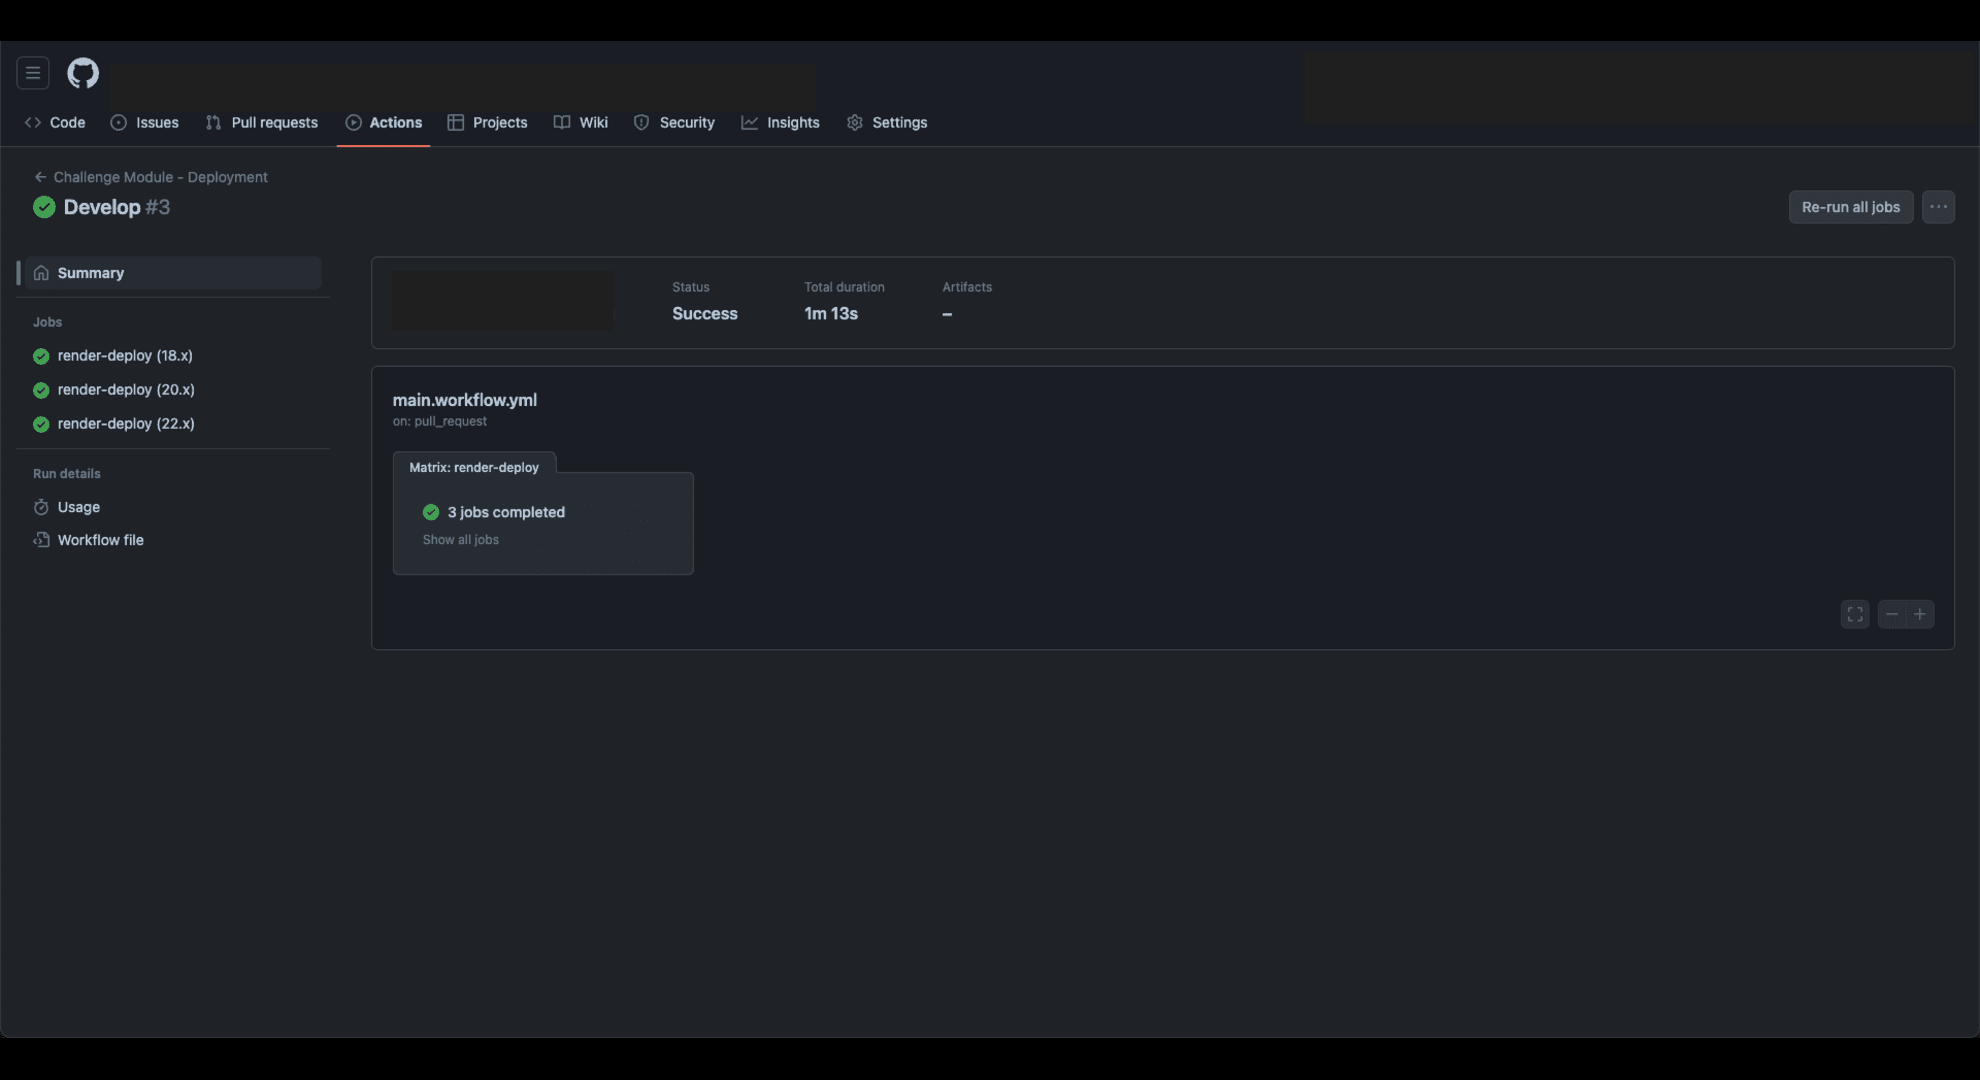 Code Issues Pull requests Actions Projects Wiki Security Insights Settings
Challenge Module - Deployment
Develop #3
Re-run all jobs
Summary
Jobs
render-deploy (18.x)
render-deploy (20.x)
render-deploy (22.x)
Run details
Usage
Workflow file
Status Total duration Artifacts
Success 1m 13s –
main.workflow.yml
on: pull_request
Matrix: render-deploy
3 jobs completed
Show all jobs